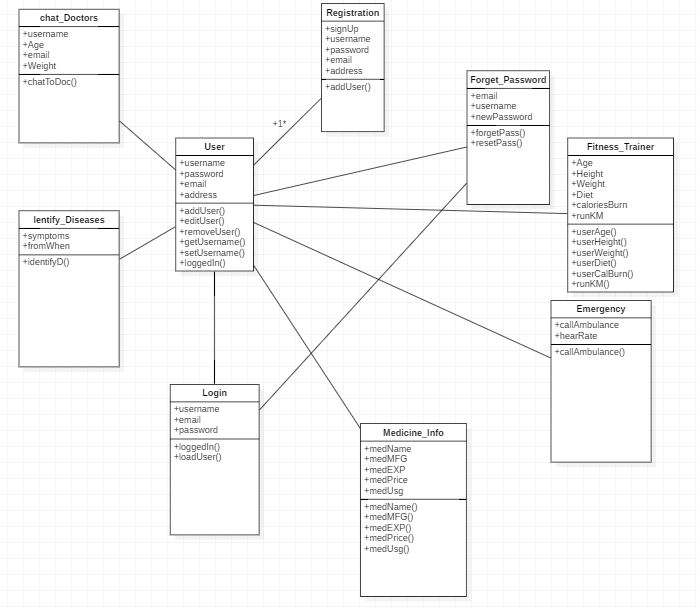 chat_Doctors
+username
+Age
+email
+Weight
+chatToDoc()
Registration
+signUp
+username
+password
+email
+address
+addUser()
+1*
Forget_Password
+email
+username
+newPassword
+forgetPass()
+resetPass()
User
+username
+password
+email
+address
+addUser()
+editUser()
+removeUser()
+getUsername()
+setUsername()
+loggedIn()
Fitness_Trainer
+Age
+Height
+Weight
+Diet
+caloriesBurn
+runKM
+userAge()
+userHeight()
+userWeight()
+userDiet()
+userCalBurn()
+runKM()
Ientify_Diseases
+symptoms
+fromWhen
+identifyD()
Emergency
+callAmbulance
+hearRate
+callAmbulance()
Login
+username
+email
+password
+loggedIn()
+loadUser()
Medicine_Info
+medName
+medMFG
+medEXP
+medPrice
+medUsg
+medName()
+medMFG()
+medEXP()
+medPrice()
+medUsg()